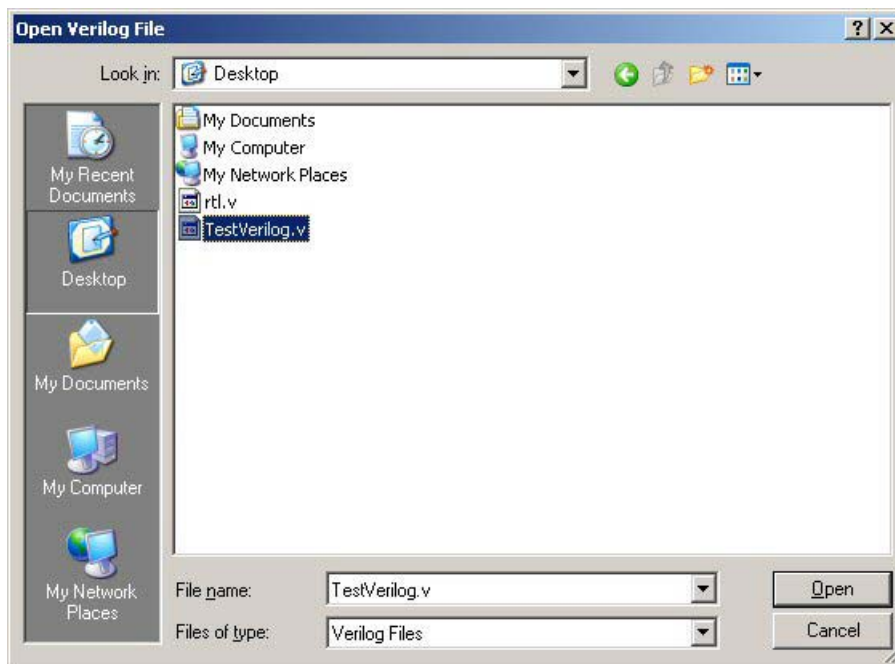 Open Verilog File
Look in:
Desktop
My Recent
Documents
Desktop
My Documents
My Computer
My Network
Places
My Documents
My Computer
My Network Places
rtl.v
TestVerilog.v
File name:
TestVerilog.v
Open
Files of type:
Verilog Files
Cancel